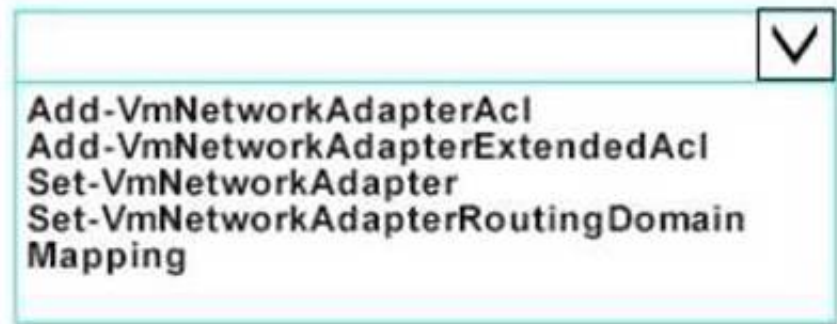 Add-VmNetworkAdapterAcl
Add-VmNetworkAdapterExtendedAcl
Set-VmNetworkAdapter
Set-VmNetworkAdapterRoutingDomain
Mapping